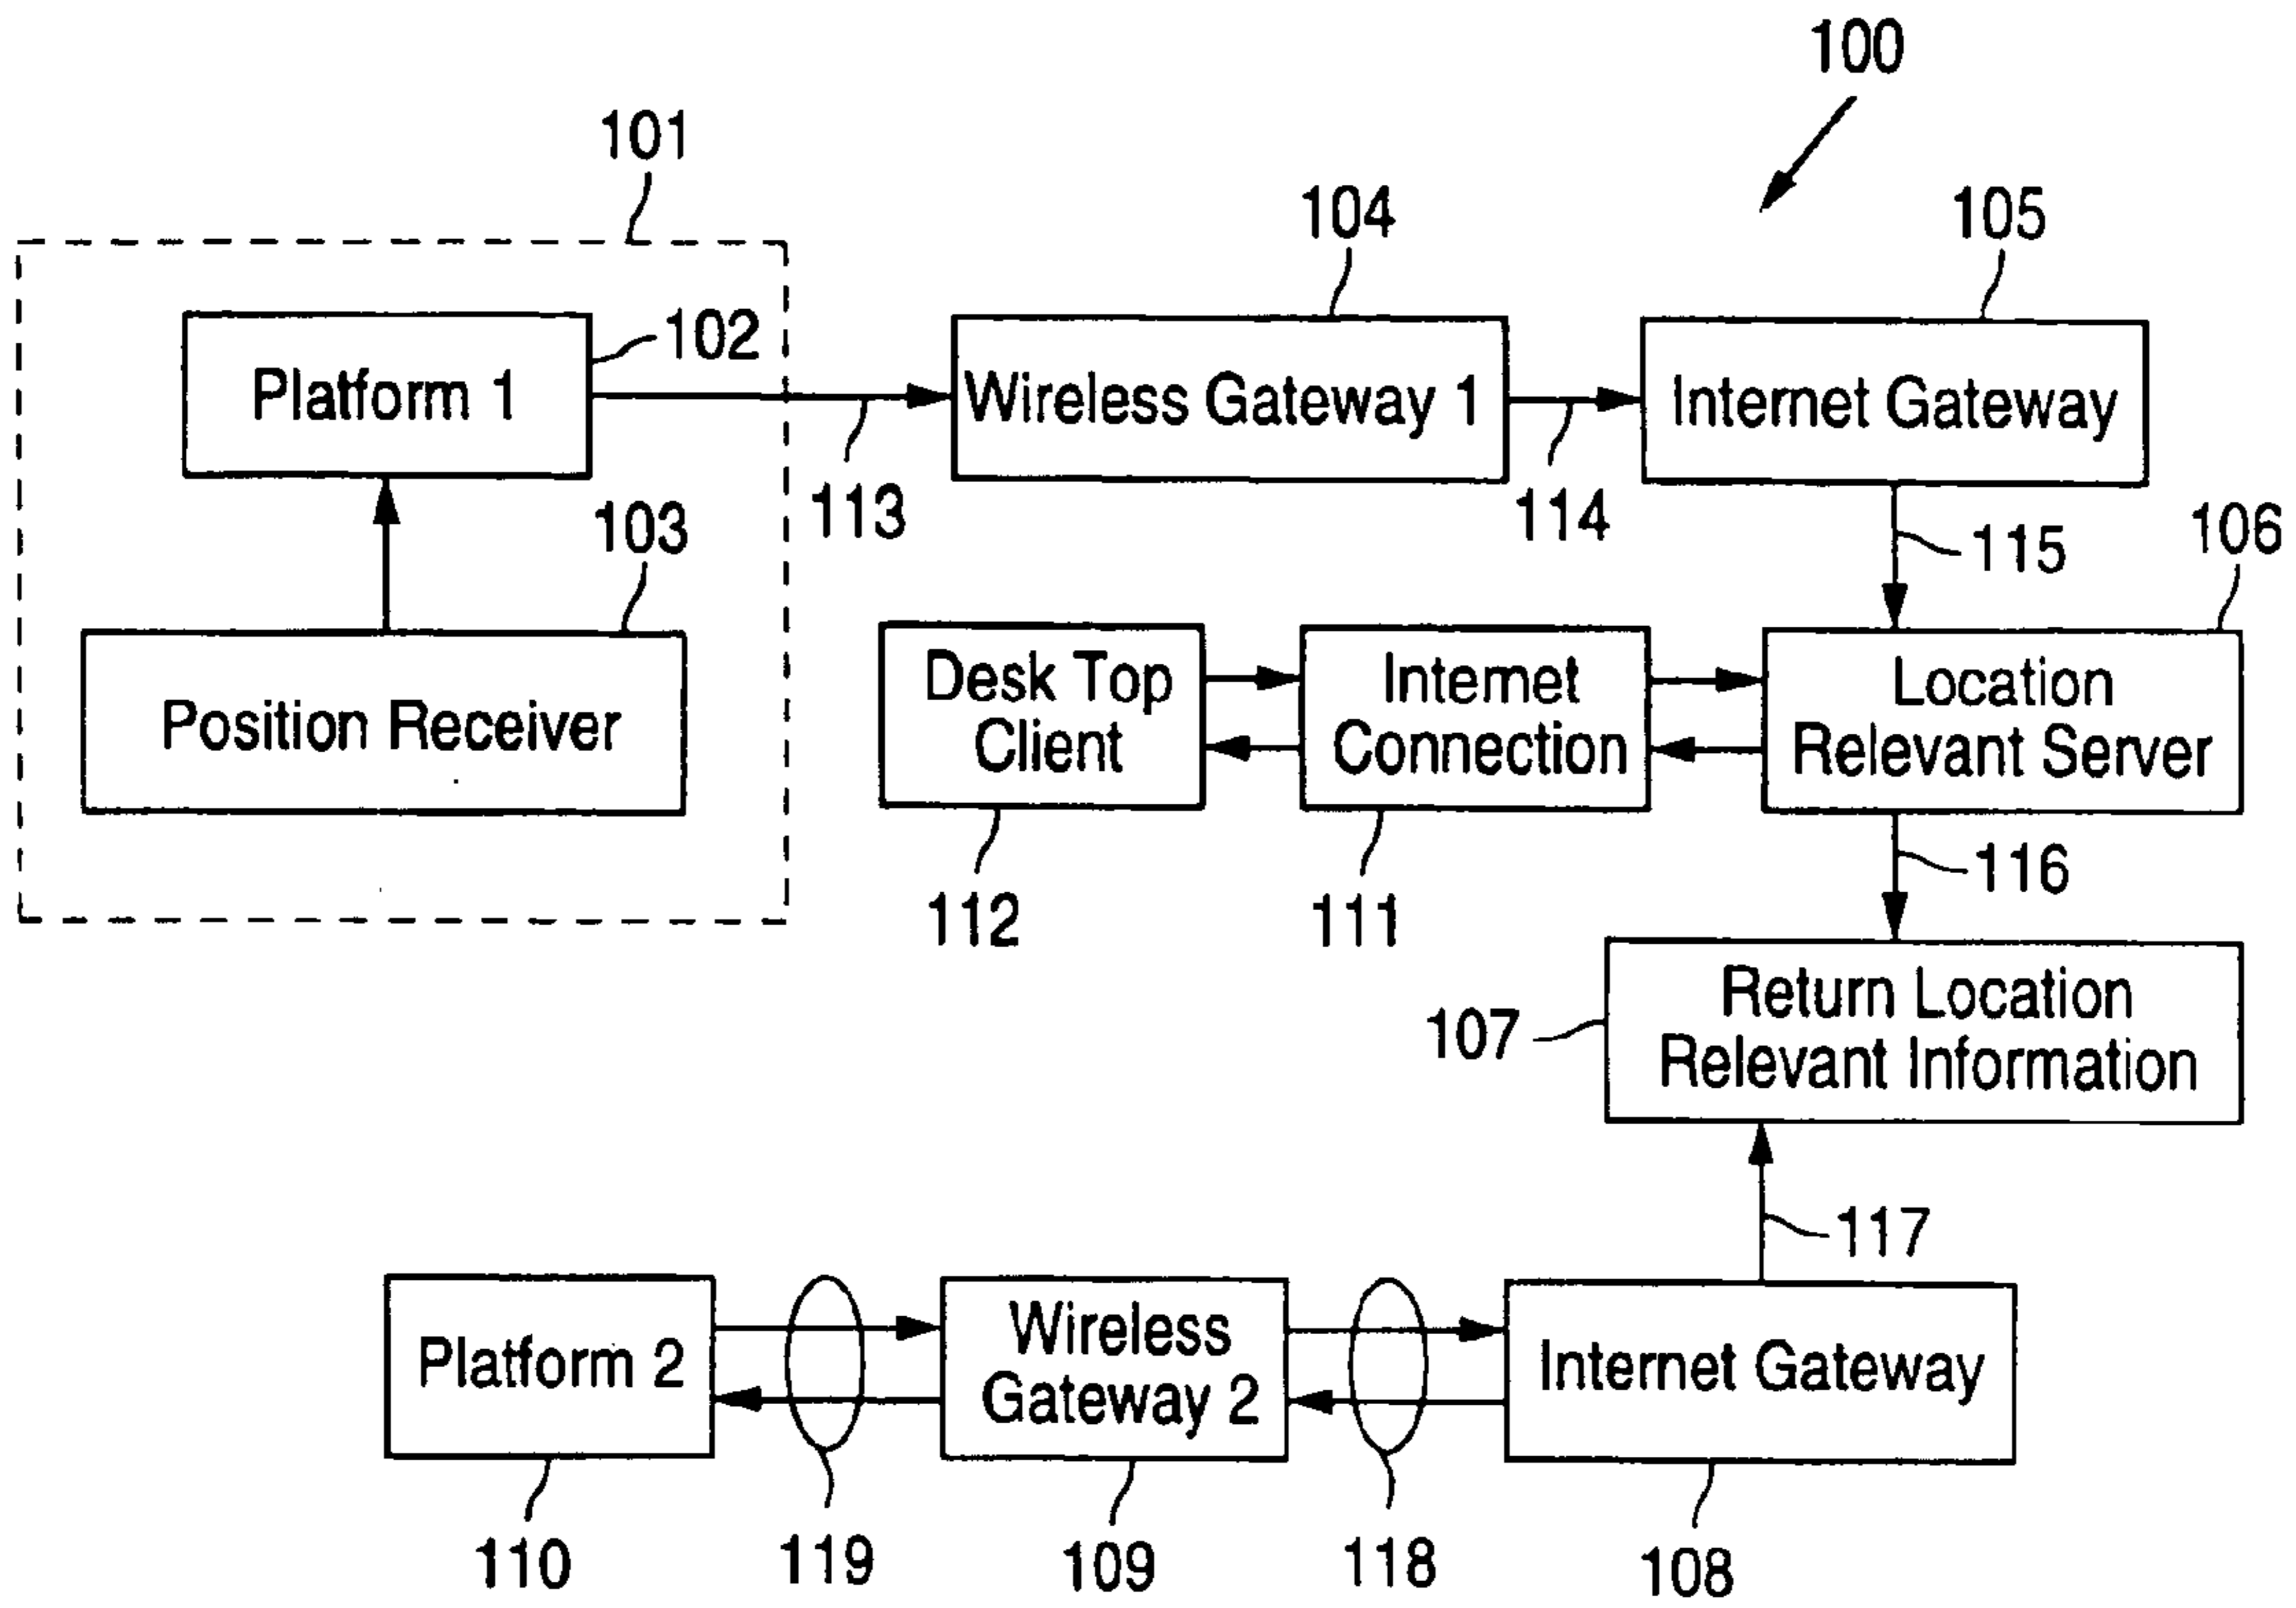 100
101
104
105
102
Platform 1
Wireless Gateway 1
Internet Gateway
113
114
103
115
106
Position Receiver
Desk Top
Client
Internet
Connection
Location
Relevant Server
112
111
116
107
Return Location
Relevant Information
117
Platform 2
Wireless
Gateway 2
Internet Gateway
110
119
109
118
108